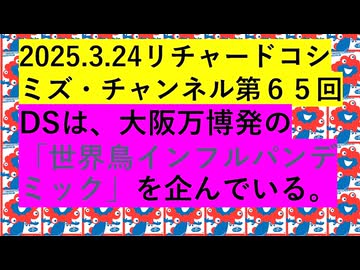 2025.3.24リチャードコシ
ミズ・チャンネル第６５回
DSは、大阪万博発の
「世界鳥インフルパンデ
ミック」を企んでいる。